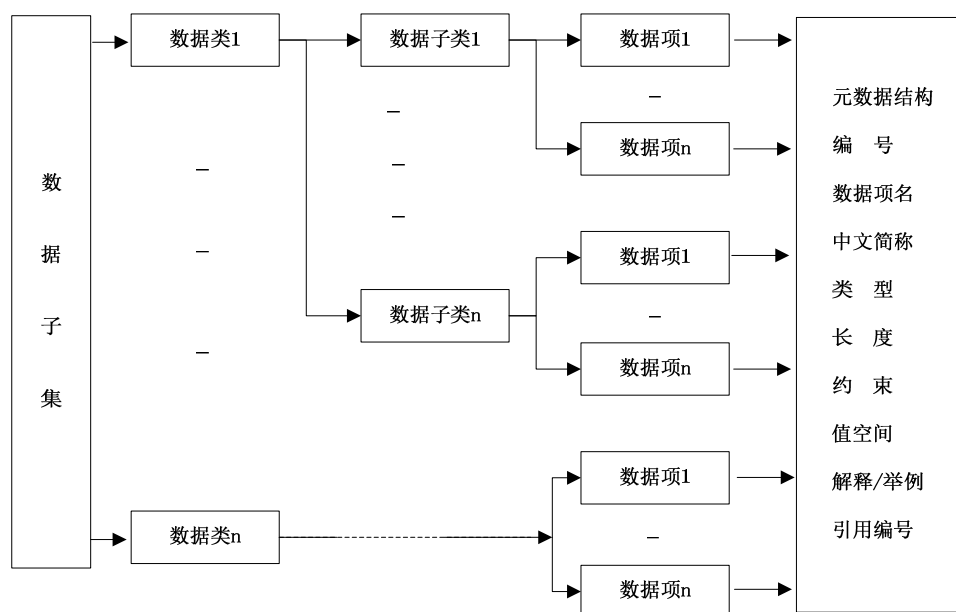 数据子集
数据类1
数据类n
数据子类1
数据子类n
数据项1
数据项n
数据项1
数据项n
数据项1
数据项n
元数据结构
编 号
数据项名
中文简称
类 型
长 度
约 束
值空间
解释/举例
引用编号